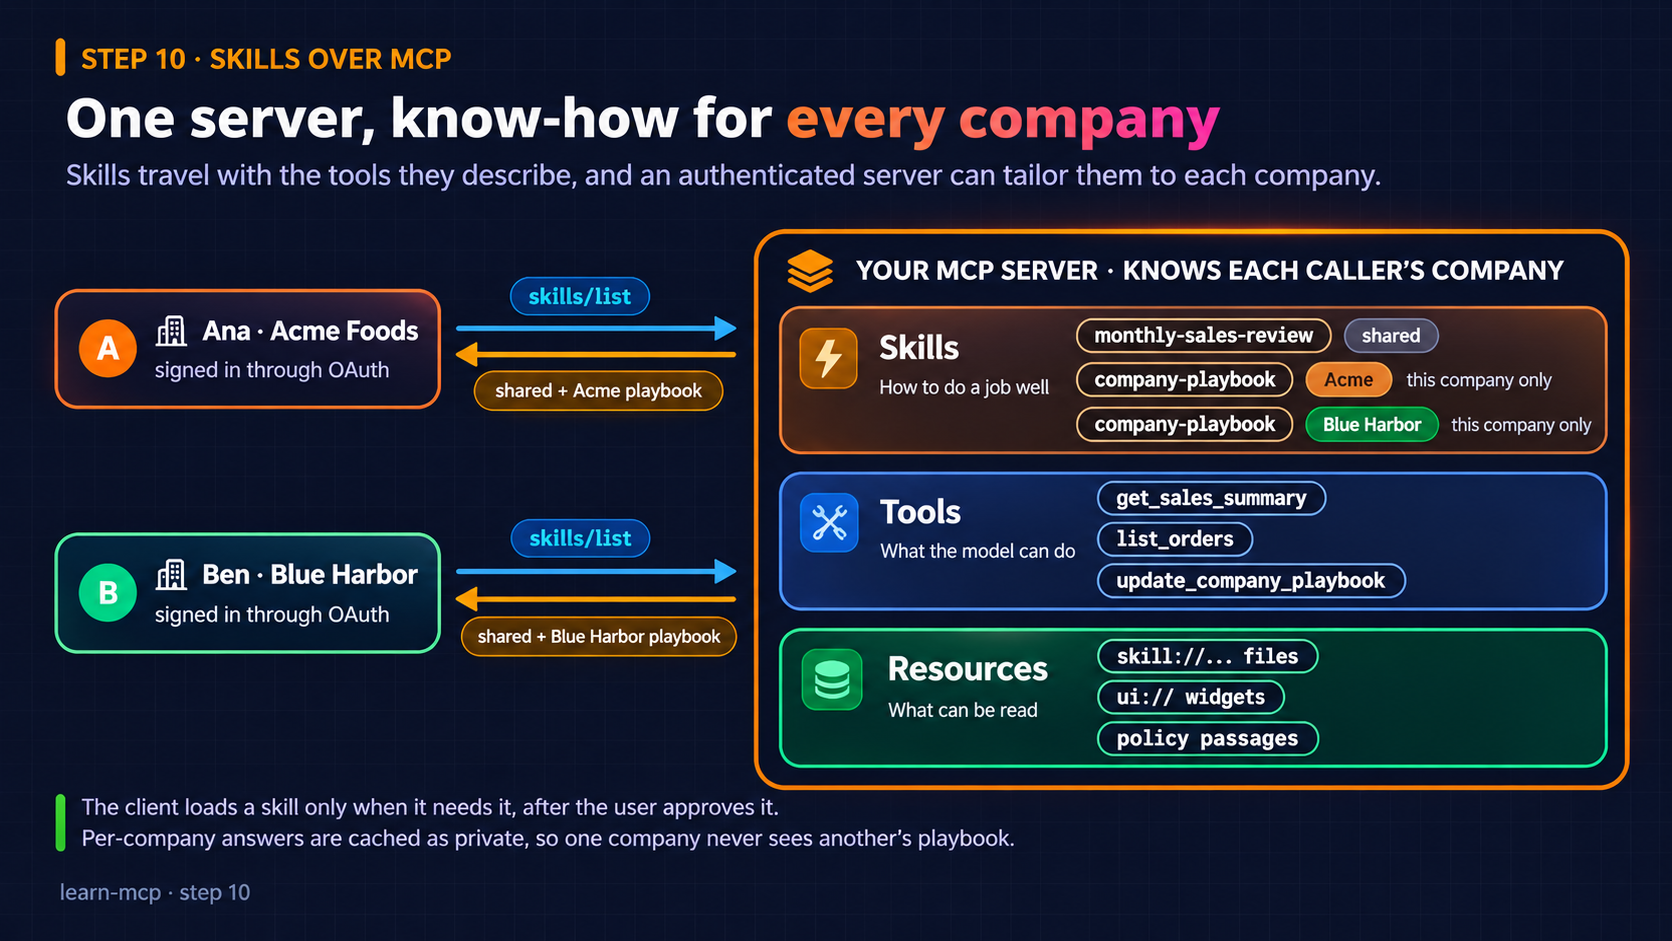 STEP 10 · SKILLS OVER MCP
One server, know-how for every company
Skills travel with the tools they describe, and an authenticated server can tailor them to each company.
A
Ana · Acme Foods
signed in through OAuth
skills/list
shared + Acme playbook
B
Ben · Blue Harbor
signed in through OAuth
skills/list
shared + Blue Harbor playbook
YOUR MCP SERVER · KNOWS EACH CALLER’S COMPANY
Skills
How to do a job well
monthly-sales-review shared
company-playbook Acme this company only
company-playbook Blue Harbor this company only
Tools
What the model can do
get_sales_summary
list_orders
update_company_playbook
Resources
What can be read
skill://... files
ui:// widgets
policy passages
The client loads a skill only when it needs it, after the user approves it.
Per-company answers are cached as private, so one company never sees another’s playbook.
learn-mcp · step 10